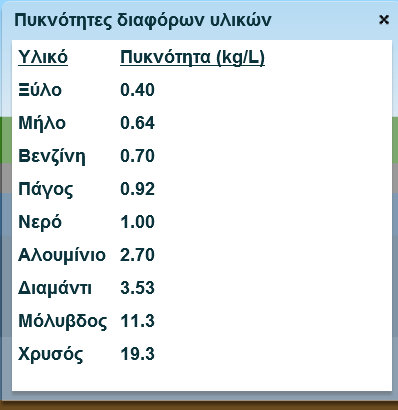 Πυκνότητες διαφόρων υλικών ×
Υλικό Πυκνότητα (kg/L)
Ξύλο 0.40
Μήλο 0.64
Βενζίνη 0.70
Πάγος 0.92
Νερό 1.00
Αλουμίνιο 2.70
Διαμάντι 3.53
Μόλυβδος 11.3
Χρυσός 19.3